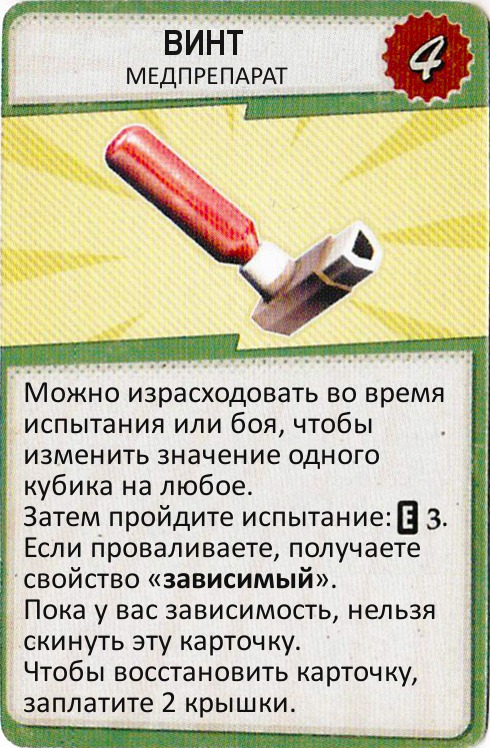 ВИНТ
МЕДПРЕПАРАТ
4
Можно израсходовать во время
испытания или боя, чтобы
изменить значение одного
кубика на любое.
Затем пройдите испытание: E 3.
Если проваливаете, получаете
свойство «зависимый».
Пока у вас зависимость, нельзя
скинуть эту карточку.
Чтобы восстановить карточку,
заплатите 2 крышки.